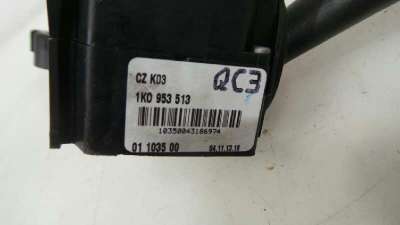 CZ K03
QC3
1K0 953 513
10350043186974
01 1035 00
04.11.12.16